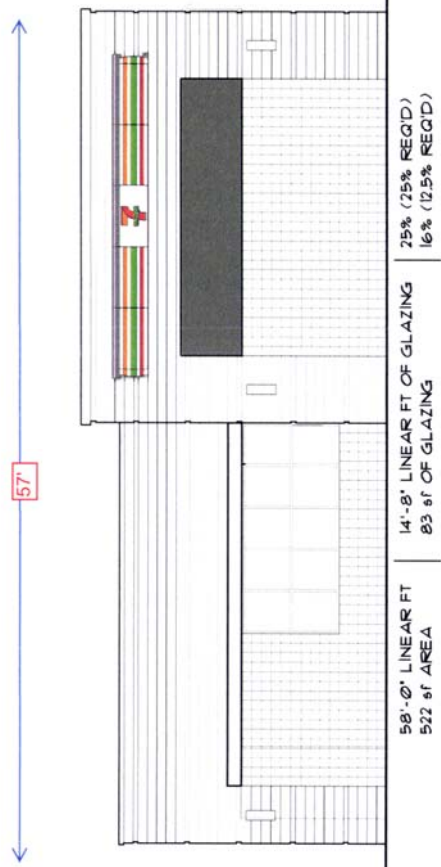 57'
7
58'-0" LINEAR FT
522 sf AREA
14'-8" LINEAR FT OF GLAZING
83 sf OF GLAZING
25% (25% REQ'D)
16% (12.5% REQ'D)